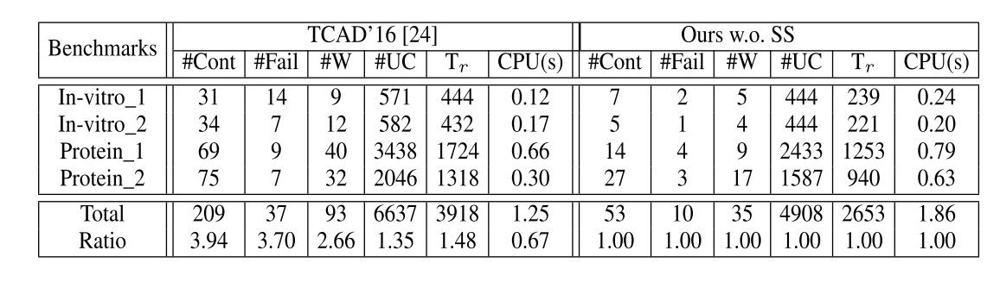 Benchmarks TCAD'16 [24] Ours w.o. SS
#Cont #Fail #W #UC Tr CPU(s) #Cont #Fail #W #UC Tr CPU(s)
In-vitro_1 31 14 9 571 444 0.12 7 2 5 444 239 0.24
In-vitro_2 34 7 12 582 432 0.17 5 1 4 444 221 0.20
Protein_1 69 9 40 3438 1724 0.66 14 4 9 2433 1253 0.79
Protein_2 75 7 32 2046 1318 0.30 27 3 17 1587 940 0.63
Total 209 37 93 6637 3918 1.25 53 10 35 4908 2653 1.86
Ratio 3.94 3.70 2.66 1.35 1.48 0.67 1.00 1.00 1.00 1.00 1.00 1.00